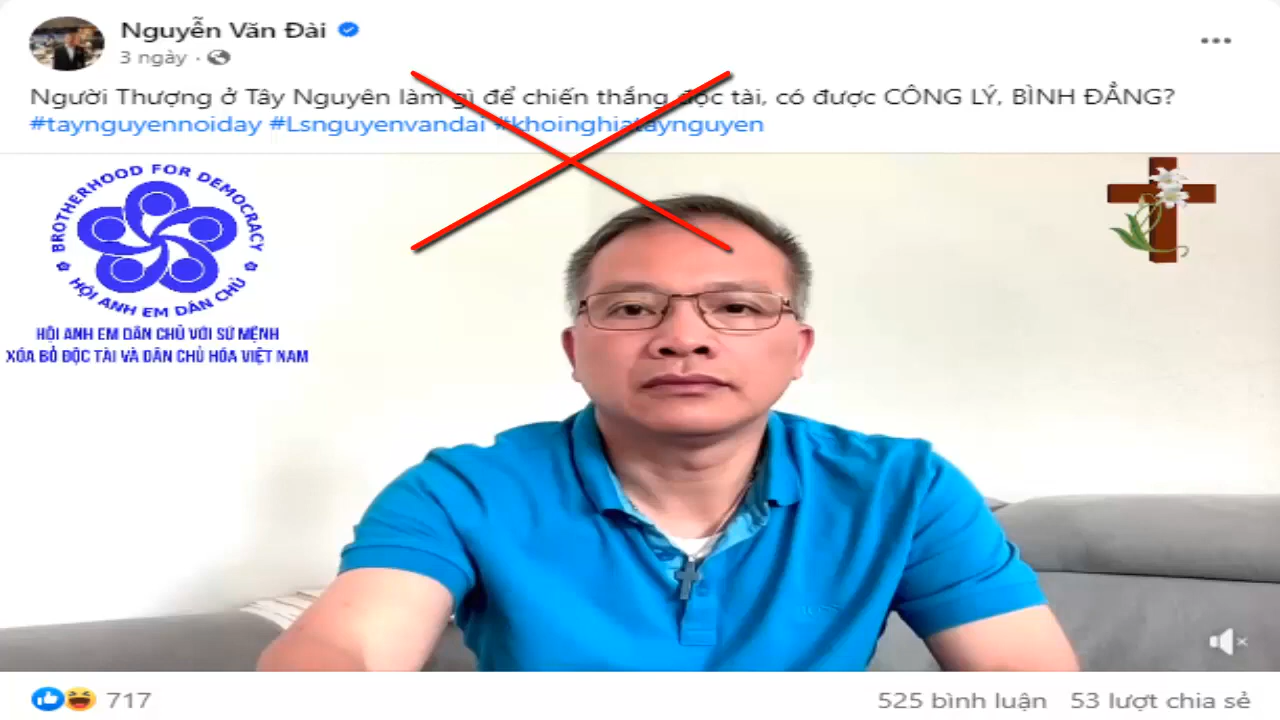 Nguyễn Văn Đài
3 ngày ·
Người Thượng ở Tây Nguyên làm gì để chiến thắng độc tài, có được CÔNG LÝ, BÌNH ĐẲNG?
#taynguyennoiday #Lsnguyenvandai #khoinghiataynguyen
BROTHERHOOD FOR DEMOCRACY
HỘI ANH EM DÂN CHỦ
HỘI ANH EM DÂN CHỦ VỚI SỨ MỆNH
XÓA BỎ ĐỘC TÀI VÀ DÂN CHỦ HÓA VIỆT NAM
717
525 bình luận 53 lượt chia sẻ